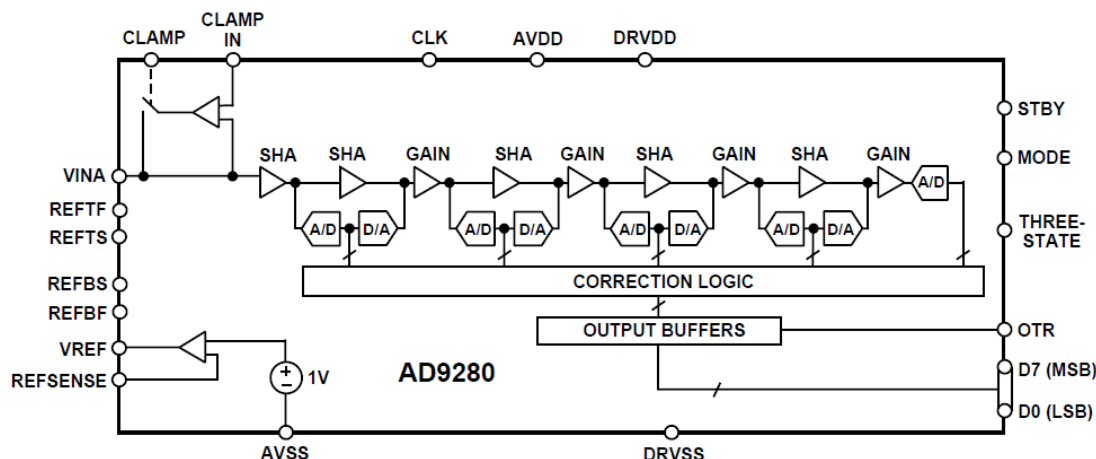 CLAMP
CLAMP
IN
CLK
AVDD
DRVDD
STBY
SHA
SHA
GAIN
SHA
GAIN
SHA
GAIN
SHA
GAIN
MODE
VINA
A/D
REFTF
REFTS
A/D
D/A
A/D
D/A
A/D
D/A
A/D
D/A
THREE-
STATE
REFBS
CORRECTION LOGIC
REFBF
OUTPUT BUFFERS
OTR
VREF
REFSENSE
+
−
1V
AD9280
D7 (MSB)
D0 (LSB)
AVSS
DRVSS